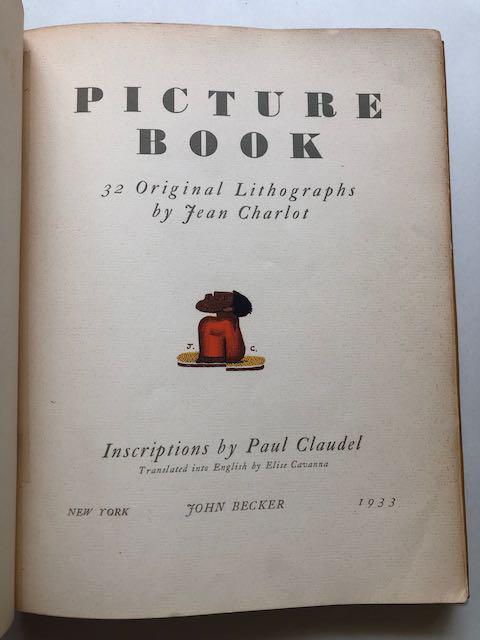 PICTURE
BOOK
32 Original Lithographs
by Jean Charlot
J. C.
Inscriptions by Paul Claudel
Translated into English by Elise Cavanna
NEW YORK JOHN BECKER 1933